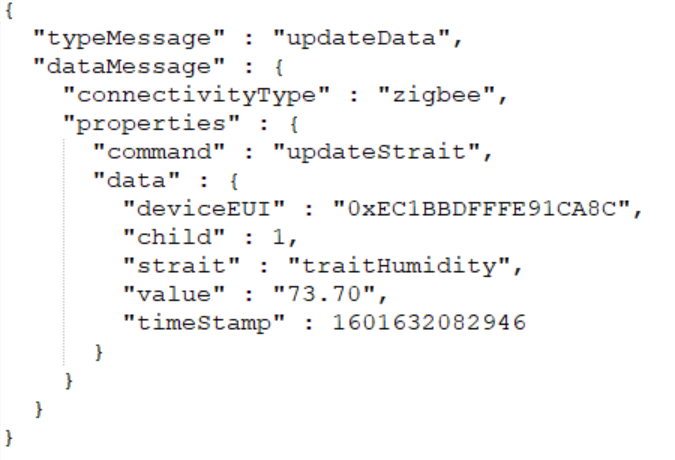 {
  "typeMessage" : "updateData",
  "dataMessage" : {
    "connectivityType" : "zigbee",
    "properties" : {
      "command" : "updateStrait",
      "data" : {
        "deviceEUI" : "0xEC1BBDFFFE91CA8C",
        "child" : 1,
        "strait" : "traitHumidity",
        "value" : "73.70",
        "timeStamp" : 1601632082946
      }
    }
  }
}